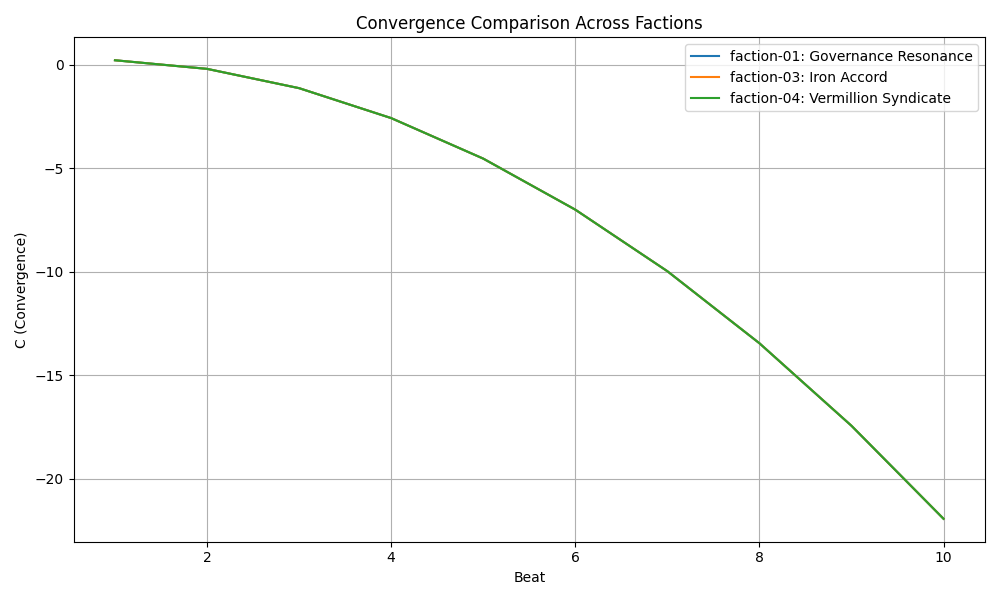 Convergence Comparison Across Factions
faction-01: Governance Resonance
faction-03: Iron Accord
faction-04: Vermillion Syndicate
C (Convergence)
0
−5
−10
−15
−20
2
4
6
8
10
Beat